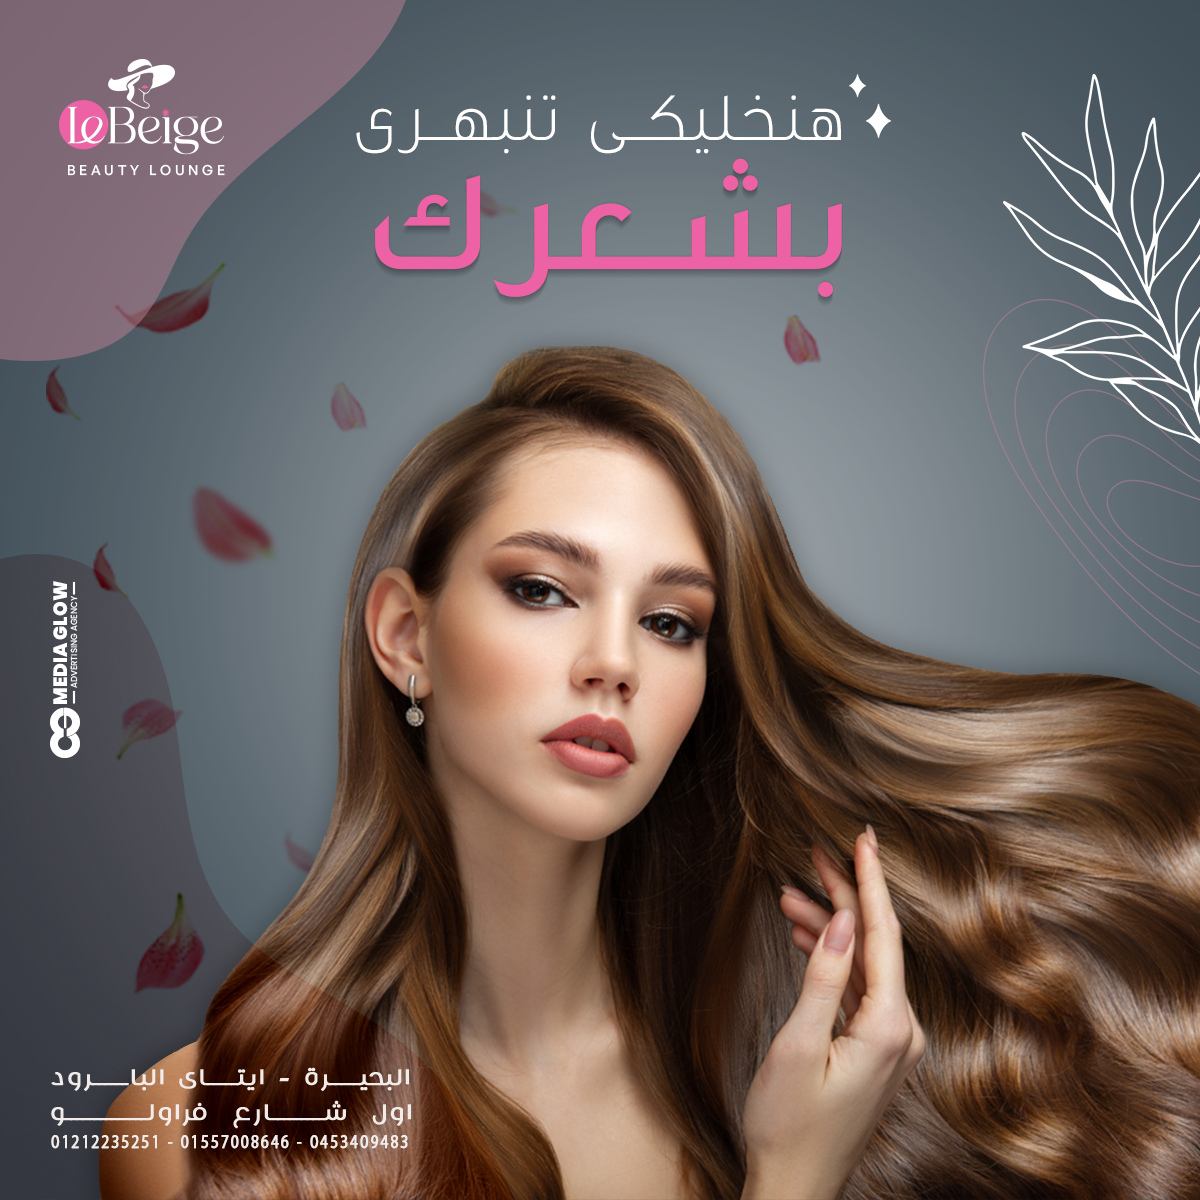 LeBeige
BEAUTY LOUNGE
هنخليكى تنبهرى
بشعرك
MEDIA GLOW
ADVERTISING AGENCY
البحيرة - ايتاى البارود
اول شارع فراولو
01212235251 - 01557008646 - 0453409483